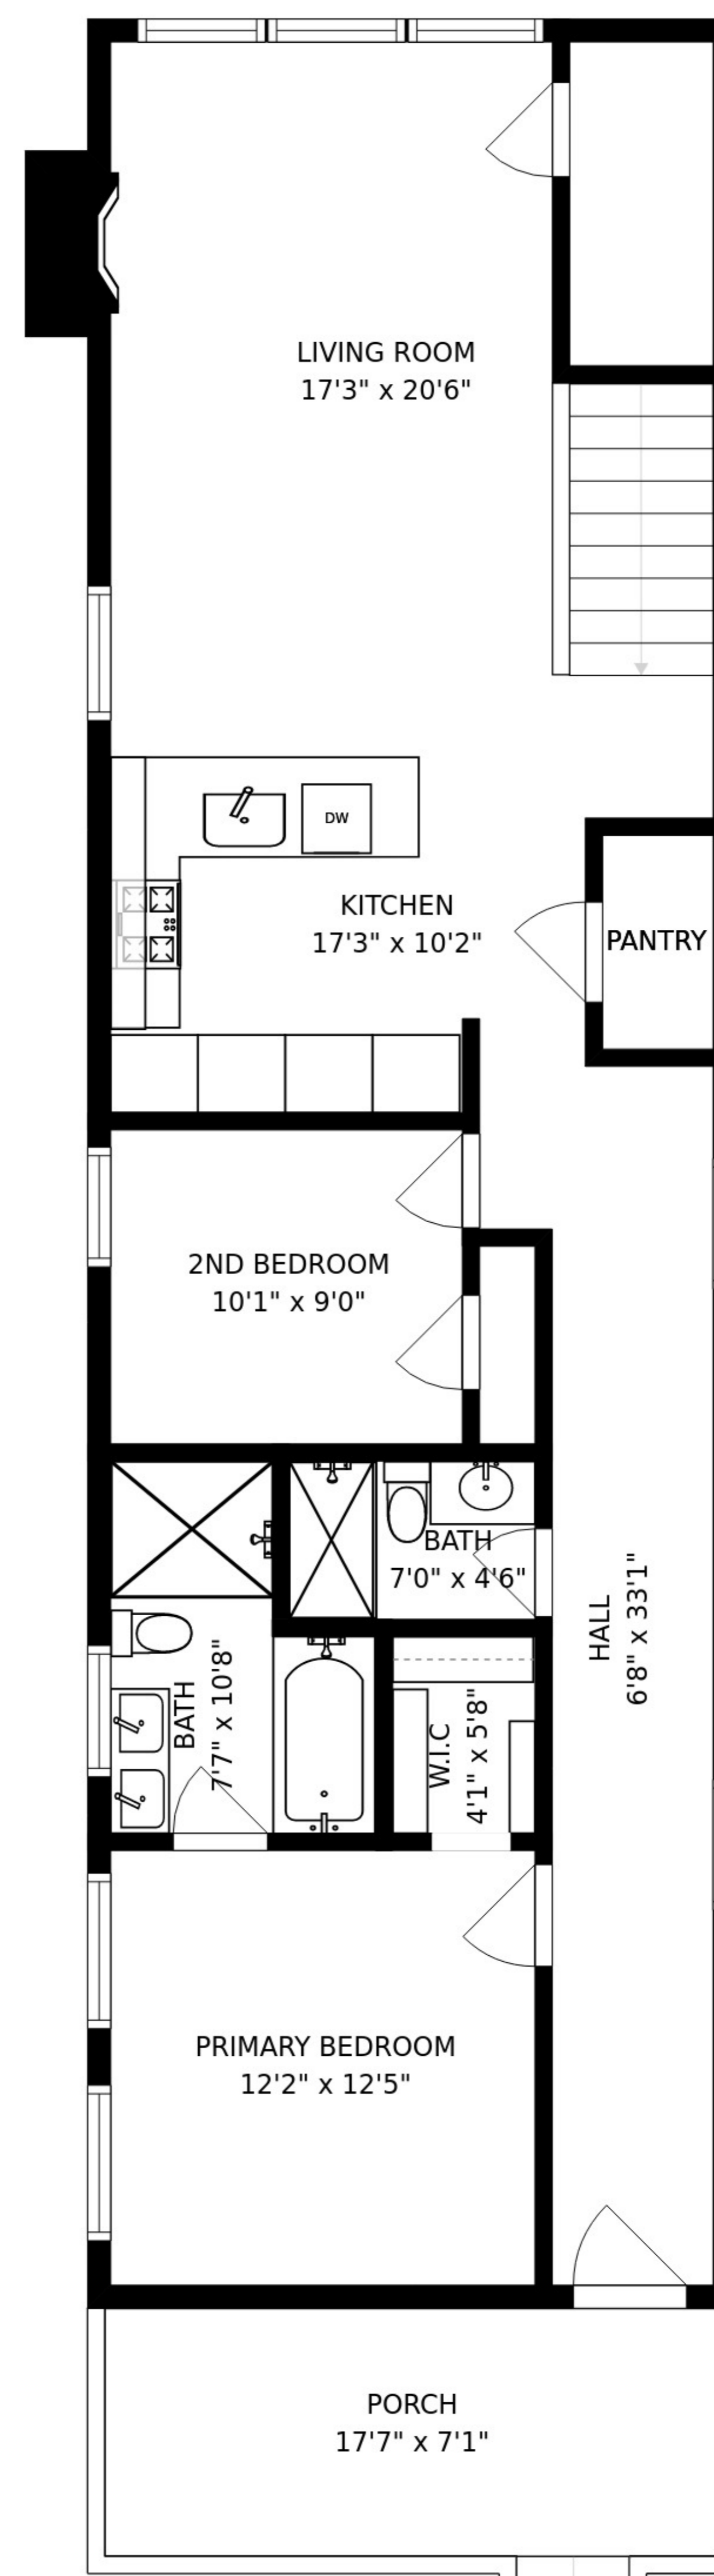 LIVING ROOM
17'3" x 20'6"
DW
KITCHEN
17'3" x 10'2"
PANTRY
2ND BEDROOM
10'1" x 9'0"
BATH
7'0" x 4'6"
HALL
6'8" x 33'1"
BATH
7'7" x 10'8"
W.I.C
4'1" x 5'8"
PRIMARY BEDROOM
12'2" x 12'5"
PORCH
17'7" x 7'1"